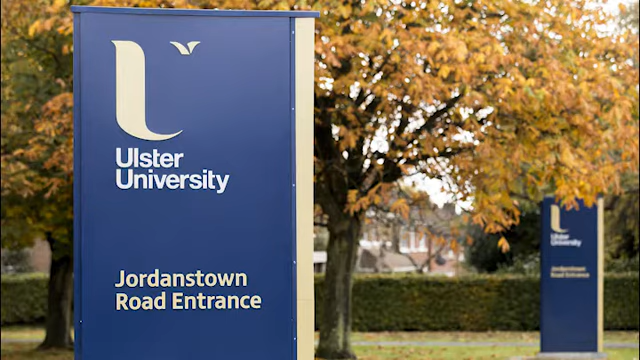 Ulster
University
Jordanstown
Road Entrance
Ulster
University
Jordanstown
Road Entrance